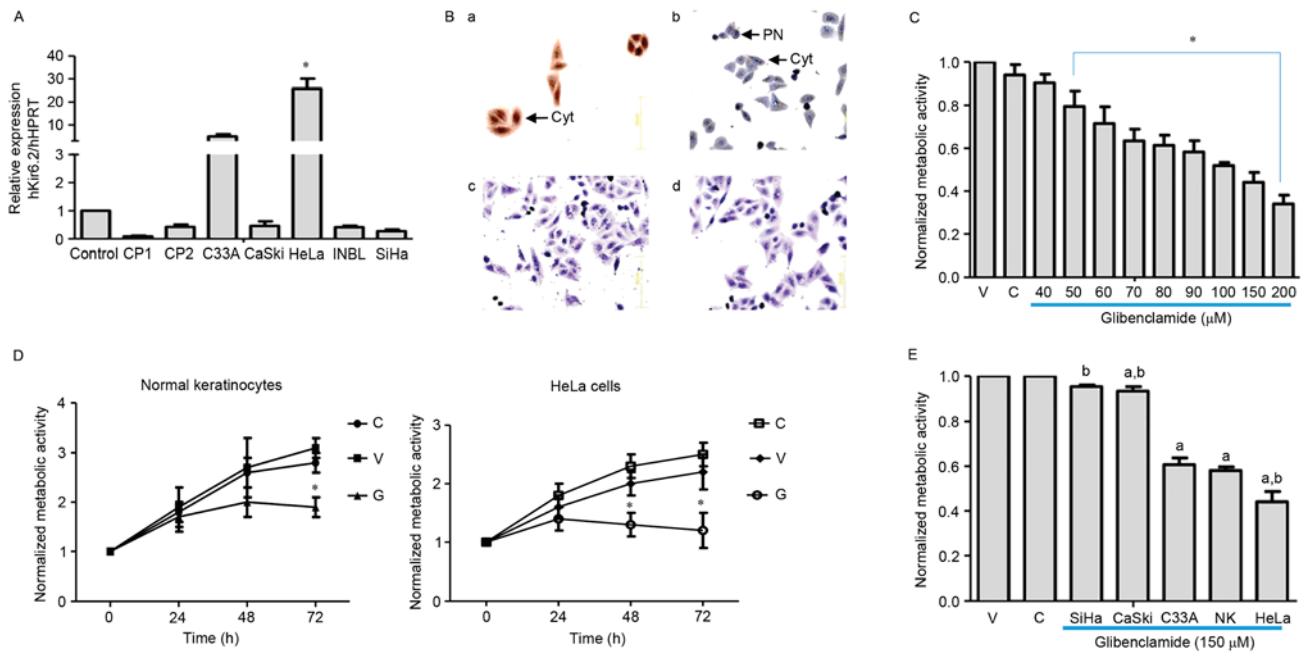 A
Relative expression
hKir6.2/hHPRT
40
30
20
10
1
0
Control CP1 CP2 C33A CaSki HeLa INBL SiHa
*
B
a
Cyt
b
PN
Cyt
c
d
C
Normalized metabolic activity
1.0
0.8
0.6
0.4
0.2
0.0
*
V C 40 50 60 70 80 90 100 150 200
Glibenclamide (μM)
D
Normal keratinocytes
Normalized metabolic activity
4
3
2
1
0
*
0 24 48 72
Time (h)
C
V
G
HeLa cells
Normalized metabolic activity
3
2
1
0
* *
0 24 48 72
Time (h)
C
V
G
E
Normalized metabolic activity
1.0
0.8
0.6
0.4
0.2
0.0
b a,b a a a,b
V C SiHa CaSki C33A NK HeLa
Glibenclamide (150 μM)